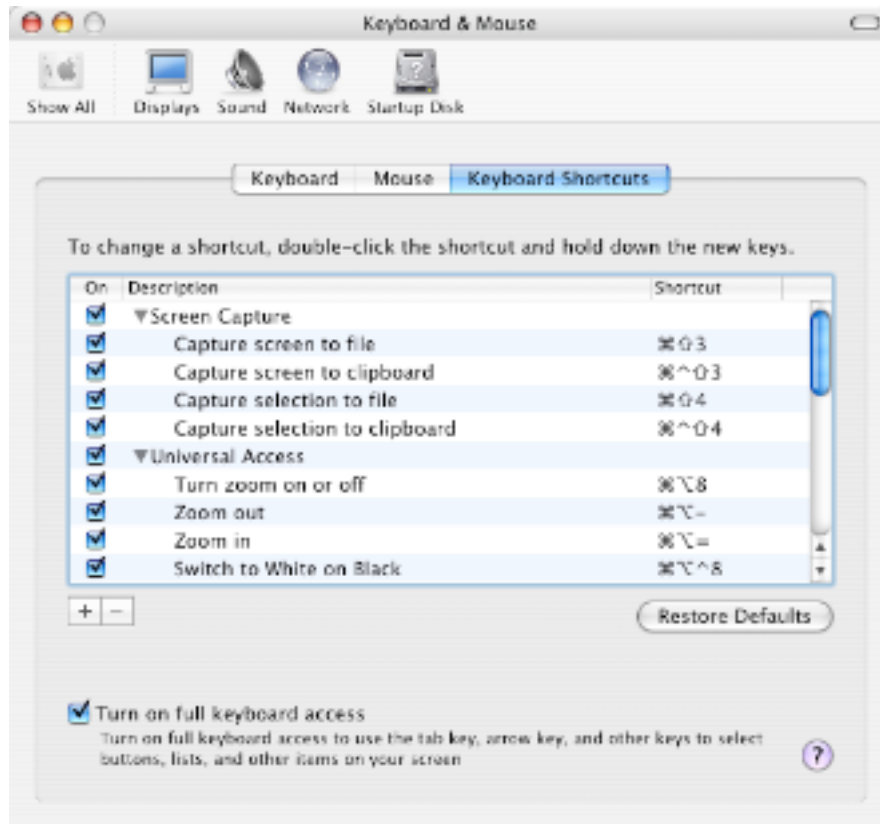 Keyboard & Mouse
Show All Displays Sound Network Startup Disk
Keyboard Mouse Keyboard Shortcuts
To change a shortcut, double-click the shortcut and hold down the new keys.
On Description Shortcut
▼Screen Capture
Capture screen to file ⌘⇧3
Capture screen to clipboard ⌘^⇧3
Capture selection to file ⌘⇧4
Capture selection to clipboard ⌘^⇧4
▼Universal Access
Turn zoom on or off ⌘⌥8
Zoom out ⌘⌥-
Zoom in ⌘⌥=
Switch to White on Black ⌘⌥^8
+ -
Restore Defaults
Turn on full keyboard access
Turn on full keyboard access to use the tab key, arrow key, and other keys to select
buttons, lists, and other items on your screen
?